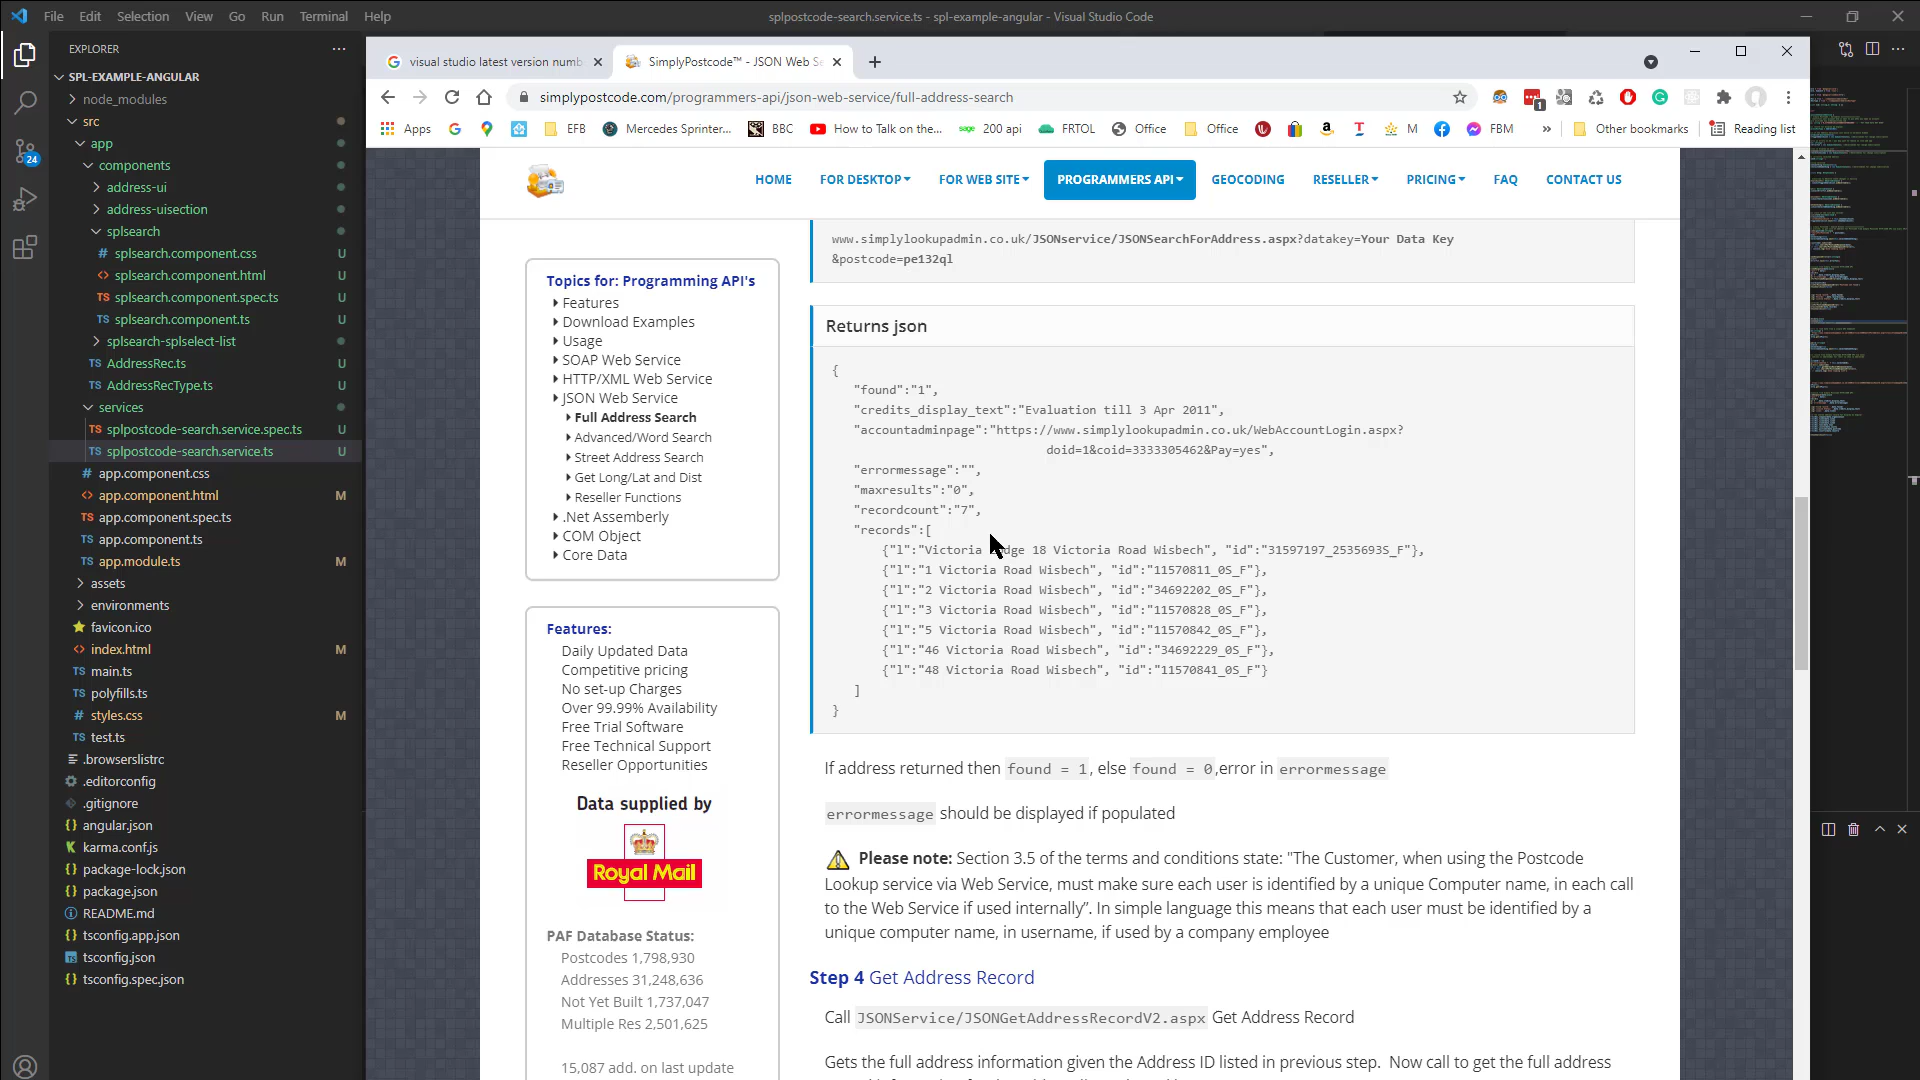 File Edit Selection View Go Run Terminal Help
splpostcode-search.service.ts - spl-example-angular - Visual Studio Code
EXPLORER
SPL-EXAMPLE-ANGULAR
node_modules
src
app
components
address-ui
address-uisection
splsearch
splsearch.component.css U
splsearch.component.html U
splsearch.component.spec.ts U
splsearch.component.ts U
splsearch-splselect-list
AddressRec.ts U
AddressRecType.ts U
services
splpostcode-search.service.spec.ts U
splpostcode-search.service.ts U
app.component.css
app.component.html M
app.component.spec.ts
app.component.ts
app.module.ts M
assets
environments
favicon.ico
index.html M
main.ts
polyfills.ts
styles.css M
test.ts
.browserslistrc
.editorconfig
.gitignore
angular.json
karma.conf.js
package-lock.json
package.json
README.md
tsconfig.app.json
tsconfig.json
tsconfig.spec.json
24
visual studio latest version numb
SimplyPostcode™ - JSON Web Se
simplypostcode.com/programmers-api/json-web-service/full-address-search
Apps EFB Mercedes Sprinter... BBC How to Talk on the... 200 api FRTOL Office Office M FBM » Other bookmarks Reading list
HOME FOR DESKTOP FOR WEB SITE PROGRAMMERS API GEOCODING RESELLER PRICING FAQ CONTACT US
Topics for: Programming API's
Features
Download Examples
Usage
SOAP Web Service
HTTP/XML Web Service
JSON Web Service
Full Address Search
Advanced/Word Search
Street Address Search
Get Long/Lat and Dist
Reseller Functions
.Net Assemberly
COM Object
Core Data
Features:
Daily Updated Data
Competitive pricing
No set-up Charges
Over 99.99% Availability
Free Trial Software
Free Technical Support
Reseller Opportunities
Data supplied by
Royal Mail
PAF Database Status:
Postcodes 1,798,930
Addresses 31,248,636
Not Yet Built 1,737,047
Multiple Res 2,501,625
15,087 add. on last update
www.simplylookupadmin.co.uk/JSONservice/JSONSearchForAddress.aspx?datakey=Your Data Key
&postcode=pe132ql
Returns json
{
"found":"1",
"credits_display_text":"Evaluation till 3 Apr 2011",
"accountadminpage":"https://www.simplylookupadmin.co.uk/WebAccountLogin.aspx?
doid=1&coid=3333305462&Pay=yes",
"errormessage":"",
"maxresults":"0",
"recordcount":"7",
"records":[
{"l":"Victoria Lodge 18 Victoria Road Wisbech", "id":"31597197_2535693S_F"},
{"l":"1 Victoria Road Wisbech", "id":"11570811_0S_F"},
{"l":"2 Victoria Road Wisbech", "id":"34692202_0S_F"},
{"l":"3 Victoria Road Wisbech", "id":"11570828_0S_F"},
{"l":"5 Victoria Road Wisbech", "id":"11570842_0S_F"},
{"l":"46 Victoria Road Wisbech", "id":"34692229_0S_F"},
{"l":"48 Victoria Road Wisbech", "id":"11570841_0S_F"}
]
}
If address returned then found = 1, else found = 0,error in errormessage
errormessage should be displayed if populated
Please note: Section 3.5 of the terms and conditions state: "The Customer, when using the Postcode
Lookup service via Web Service, must make sure each user is identified by a unique Computer name, in each call
to the Web Service if used internally”. In simple language this means that each user must be identified by a
unique computer name, in username, if used by a company employee
Step 4 Get Address Record
Call JSONService/JSONGetAddressRecordV2.aspx Get Address Record
Gets the full address information given the Address ID listed in previous step. Now call to get the full address